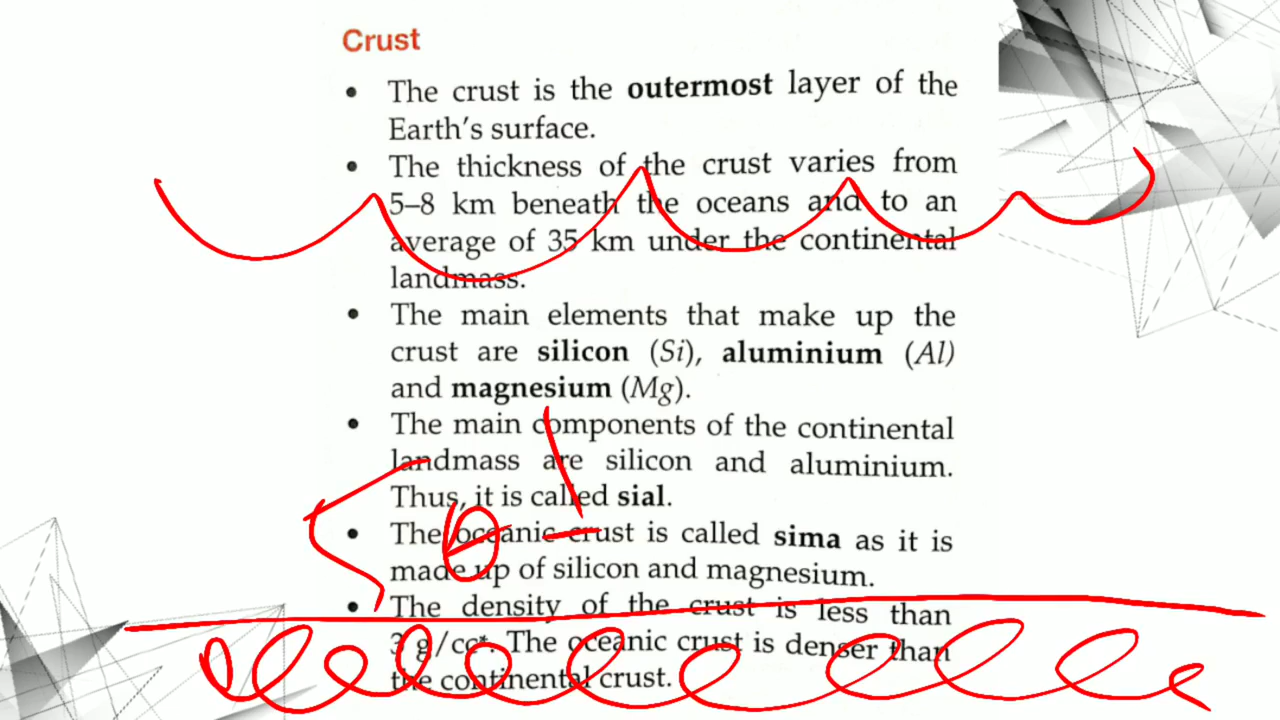 Crust
• The crust is the outermost layer of the
Earth's surface.
• The thickness of the crust varies from
5–8 km beneath the oceans and to an
average of 35 km under the continental
landmass.
• The main elements that make up the
crust are silicon (Si), aluminium (Al)
and magnesium (Mg).
• The main components of the continental
landmass are silicon and aluminium.
Thus, it is called sial.
• The oceanic crust is called sima as it is
made up of silicon and magnesium.
• The density of the crust is less than
3 g/cc*. The oceanic crust is denser than
the continental crust.